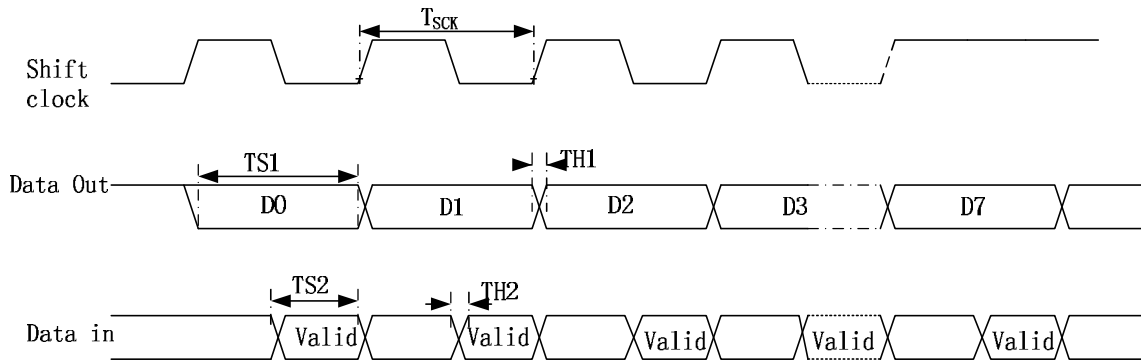 T_SCK
Shift
clock
TS1
TH1
Data Out
D0 D1 D2 D3 D7
TS2
TH2
Data in
Valid Valid Valid Valid Valid